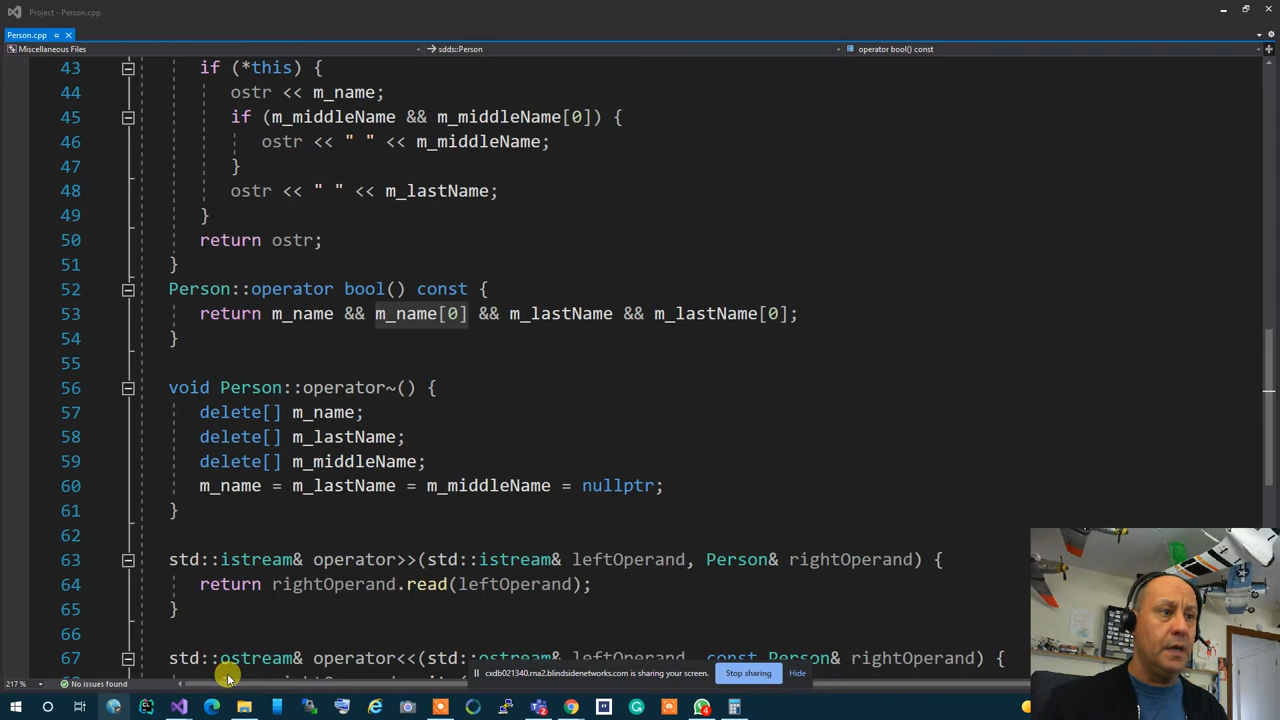 Project - Person.cpp
Person.cpp
Miscellaneous Files
sdds::Person
operator bool() const
43 if (*this) {
44 ostr << m_name;
45 if (m_middleName && m_middleName[0]) {
46 ostr << " " << m_middleName;
47 }
48 ostr << " " << m_lastName;
49 }
50 return ostr;
51 }
52 Person::operator bool() const {
53 return m_name && m_name[0] && m_lastName && m_lastName[0];
54 }
55
56 void Person::operator~() {
57 delete[] m_name;
58 delete[] m_lastName;
59 delete[] m_middleName;
60 m_name = m_lastName = m_middleName = nullptr;
61 }
62
63 std::istream& operator>>(std::istream& leftOperand, Person& rightOperand) {
64 return rightOperand.read(leftOperand);
65 }
66
67 std::ostream& operator<<(std::ostream& leftOperand, const Person& rightOperand) {
cxdb021340.rna2.blindsidenetworks.com is sharing your screen.
Stop sharing
Hide
217 %
No issues found
4